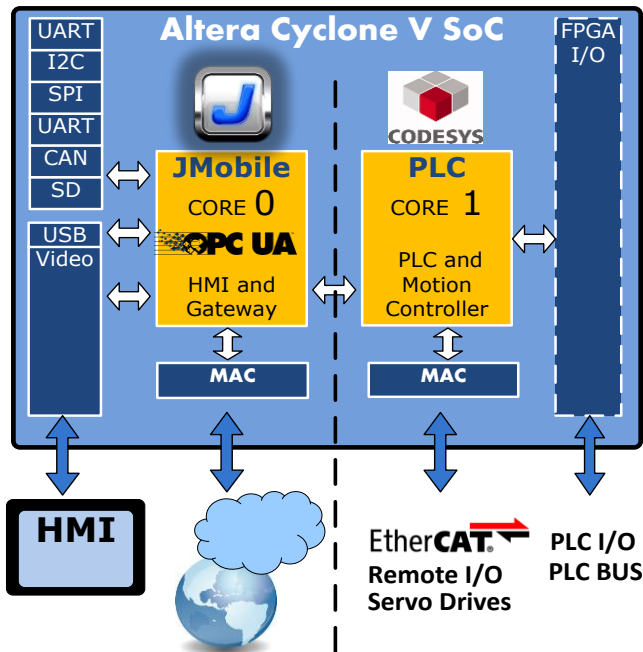 Altera Cyclone V SoC
UART
I2C
SPI
UART
CAN
SD
USB
Video
J
JMobile
CORE 0
OPC UA
HMI and
Gateway
MAC
CODESYS
PLC
CORE 1
PLC and
Motion
Controller
MAC
FPGA
I/O
HMI
EtherCAT®
Remote I/O
Servo Drives
PLC I/O
PLC BUS